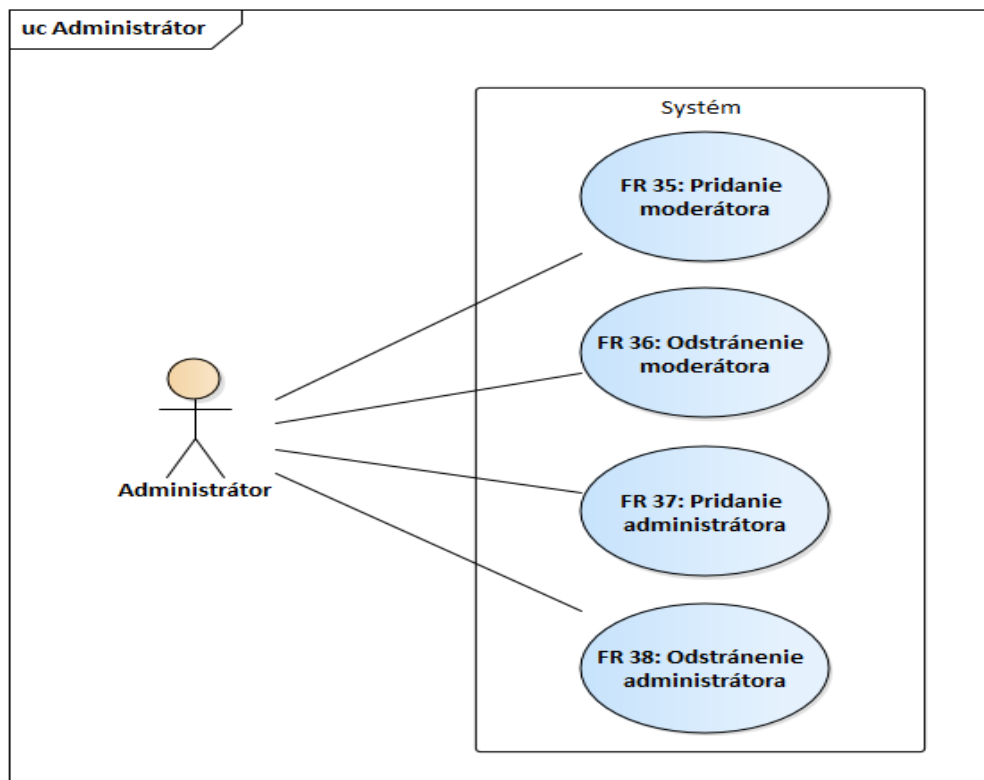 uc Administrátor
Systém
FR 35: Pridanie
moderátora
FR 36: Odstránenie
moderátora
Administrátor
FR 37: Pridanie
administrátora
FR 38: Odstránenie
administrátora